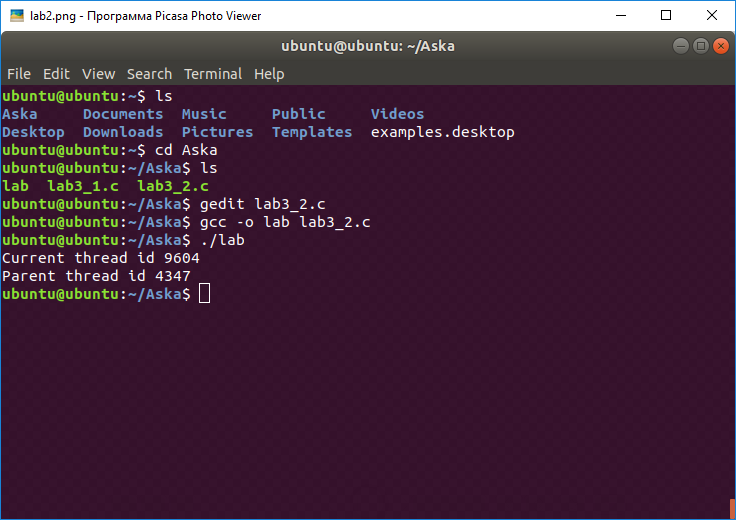 lab2.png - Программа Picasa Photo Viewer
ubuntu@ubuntu: ~/Aska
File Edit View Search Terminal Help
ubuntu@ubuntu:~$ ls
Aska Documents Music Public Videos
Desktop Downloads Pictures Templates examples.desktop
ubuntu@ubuntu:~$ cd Aska
ubuntu@ubuntu:~/Aska$ ls
lab lab3_1.c lab3_2.c
ubuntu@ubuntu:~/Aska$ gedit lab3_2.c
ubuntu@ubuntu:~/Aska$ gcc -o lab lab3_2.c
ubuntu@ubuntu:~/Aska$ ./lab
Current thread id 9604
Parent thread id 4347
ubuntu@ubuntu:~/Aska$